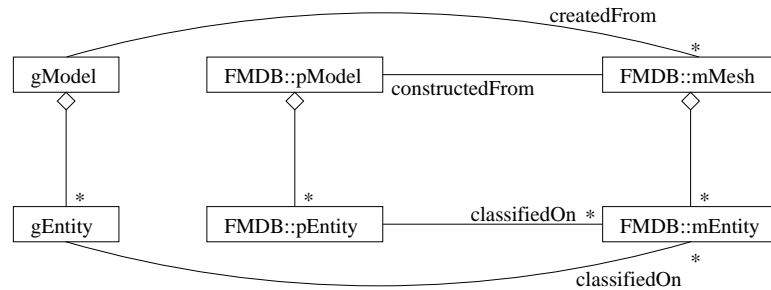 createdFrom
*
gModel
FMDB::pModel
FMDB::mMesh
constructedFrom
*
*
*
classifiedOn *
gEntity
FMDB::pEntity
FMDB::mEntity
*
classifiedOn